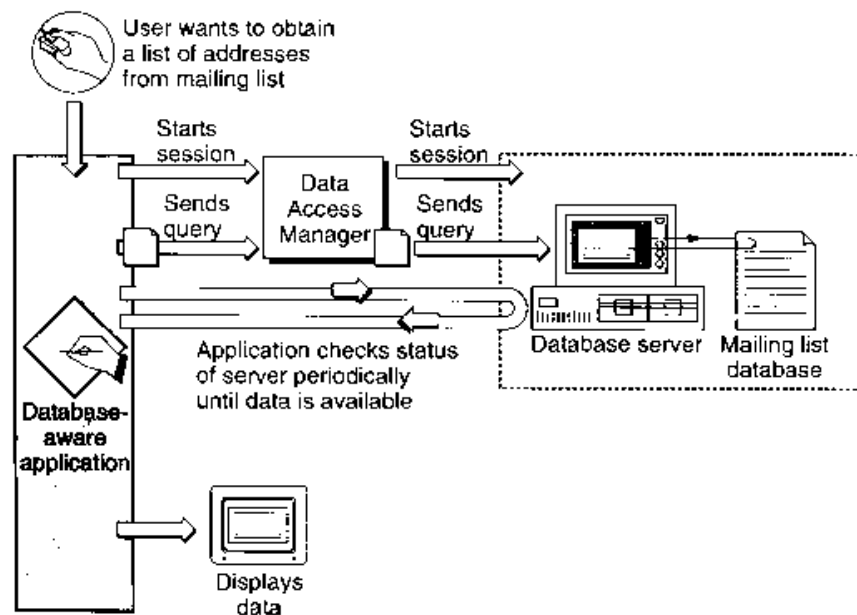 User wants to obtain
a list of addresses
from mailing list
Starts
session
Starts
session
Data
Access
Manager
Sends
query
Sends
query
Database server
Mailing list
database
Application checks status
of server periodically
until data is available
Database-
aware
application
Displays
data